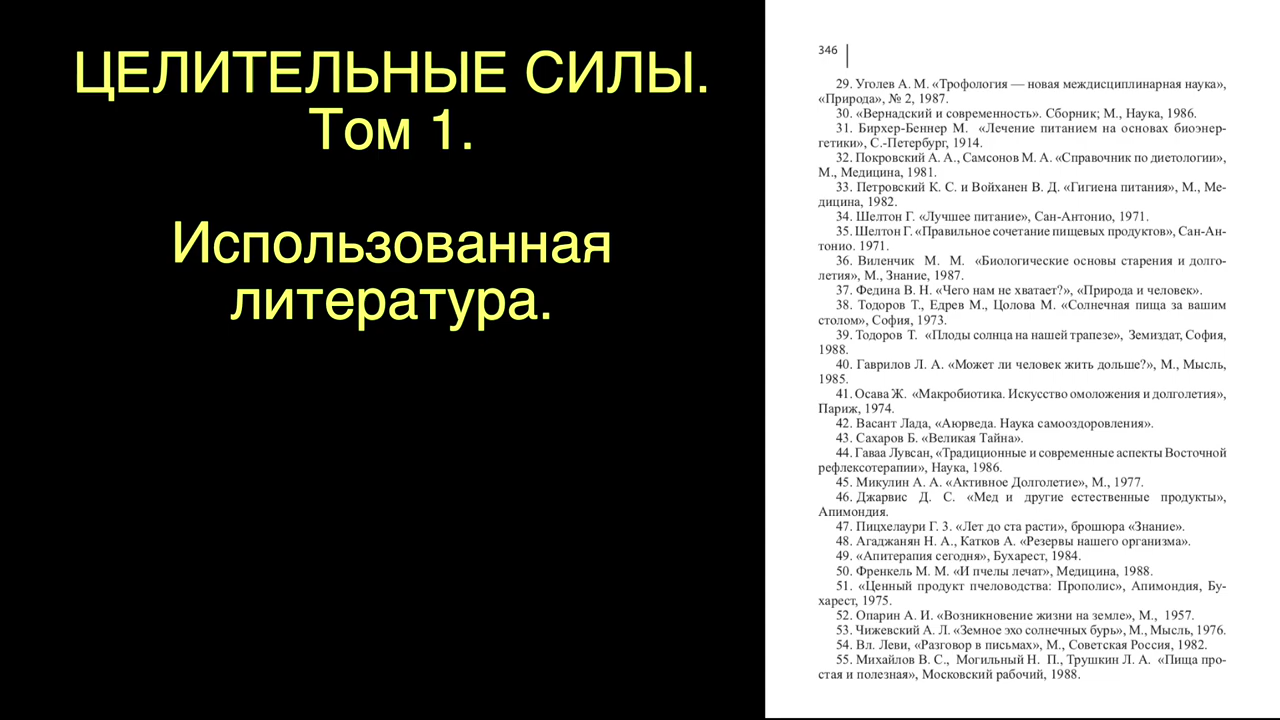 ЦЕЛИТЕЛЬНЫЕ СИЛЫ.
Том 1.
Использованная
литература.
346
29. Уголев А. М. «Трофология — новая междисциплинарная наука»,
«Природа», № 2, 1987.
30. «Вернадский и современность». Сборник; М., Наука, 1986.
31. Бирхер-Беннер М. «Лечение питанием на основах биоэнер-
гетики», С.-Петербург, 1914.
32. Покровский А. А., Самсонов М. А. «Справочник по диетологии»,
М., Медицина, 1981.
33. Петровский К. С. и Войханен В. Д. «Гигиена питания», М., Ме-
дицина, 1982.
34. Шелтон Г. «Лучшее питание», Сан-Антонио, 1971.
35. Шелтон Г. «Правильное сочетание пищевых продуктов», Сан-Ан-
тонио. 1971.
36. Виленчик М. М. «Биологические основы старения и долго-
летия», М., Знание, 1987.
37. Федина В. Н. «Чего нам не хватает?», «Природа и человек».
38. Тодоров Т., Едрев М., Цолова М. «Солнечная пища за вашим
столом», София, 1973.
39. Тодоров Т. «Плоды солнца на нашей трапезе», Земиздат, София,
1988.
40. Гаврилов Л. А. «Может ли человек жить дольше?», М., Мысль,
1985.
41. Осава Ж. «Макробиотика. Искусство омоложения и долголетия»,
Париж, 1974.
42. Васант Лада, «Аюрведа. Наука самооздоровления».
43. Сахаров Б. «Великая Тайна».
44. Гаваа Лувсан, «Традиционные и современные аспекты Восточной
рефлексотерапии», Наука, 1986.
45. Микулин А. А. «Активное Долголетие», М., 1977.
46. Джарвис Д. С. «Мед и другие естественные продукты»,
Апимондия.
47. Пицхелаури Г. З. «Лет до ста расти», брошюра «Знание».
48. Агаджанян Н. А., Катков А. «Резервы нашего организма».
49. «Апитерапия сегодня», Бухарест, 1984.
50. Френкель М. М. «И пчелы лечат», Медицина, 1988.
51. «Ценный продукт пчеловодства: Прополис», Апимондия, Бу-
харест, 1975.
52. Опарин А. И. «Возникновение жизни на земле», М., 1957.
53. Чижевский А. Л. «Земное эхо солнечных бурь», М., Мысль, 1976.
54. Вл. Леви, «Разговор в письмах», М., Советская Россия, 1982.
55. Михайлов В. С., Могильный Н. П., Трушкин Л. А. «Пища про-
стая и полезная», Московский рабочий, 1988.